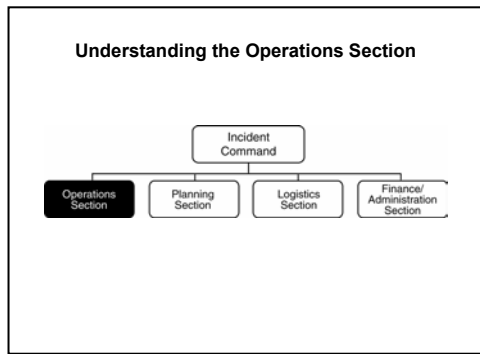 Understanding the Operations Section
Incident
Command
Operations
Section
Planning
Section
Logistics
Section
Finance/
Administration
Section